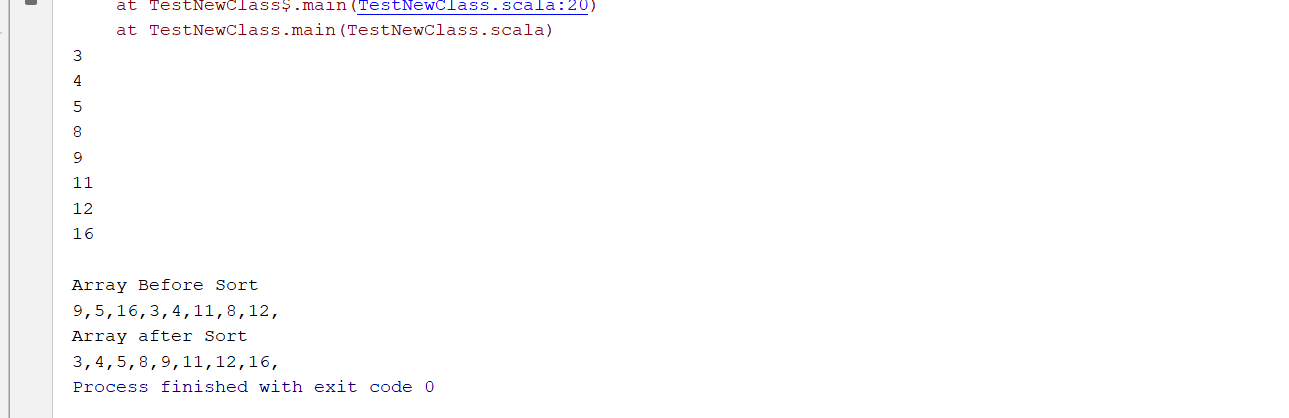 at TestNewClass$.main(TestNewClass.scala:20)
at TestNewClass.main(TestNewClass.scala)
3
4
5
8
9
11
12
16
Array Before Sort
9,5,16,3,4,11,8,12,
Array after Sort
3,4,5,8,9,11,12,16,
Process finished with exit code 0